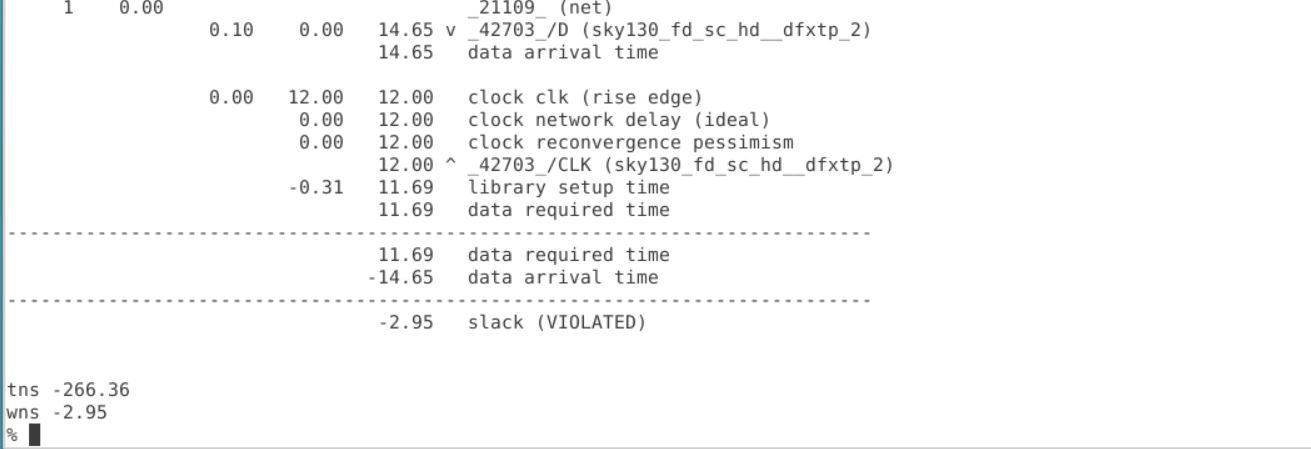 1    0.00                           _21109_ (net)
                  0.10    0.00   14.65 v _42703_/D (sky130_fd_sc_hd__dfxtp_2)
                                 14.65   data arrival time
                  0.00   12.00   12.00   clock clk (rise edge)
                          0.00   12.00   clock network delay (ideal)
                          0.00   12.00   clock reconvergence pessimism
                                 12.00 ^ _42703_/CLK (sky130_fd_sc_hd__dfxtp_2)
                         -0.31   11.69   library setup time
                                 11.69   data required time
-----------------------------------------------------------------------------
                                 11.69   data required time
                                -14.65   data arrival time
-----------------------------------------------------------------------------
                                 -2.95   slack (VIOLATED)
tns -266.36
wns -2.95
%